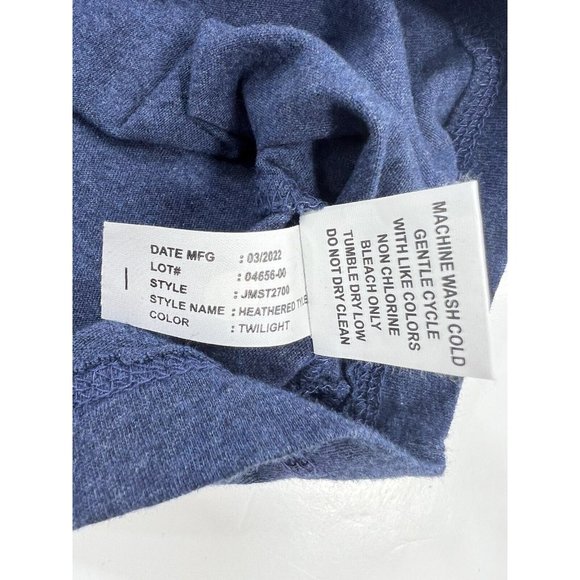 DATE MFG : 03/2022
LOT# : 04656-00
STYLE : JMST2700
STYLE NAME : HEATHERED
COLOR : TWILIGHT
MACHINE WASH COLD
GENTLE CYCLE
WITH LIKE COLORS
NON CHLORINE
BLEACH ONLY
TUMBLE DRY LOW
DO NOT DRY CLEAN